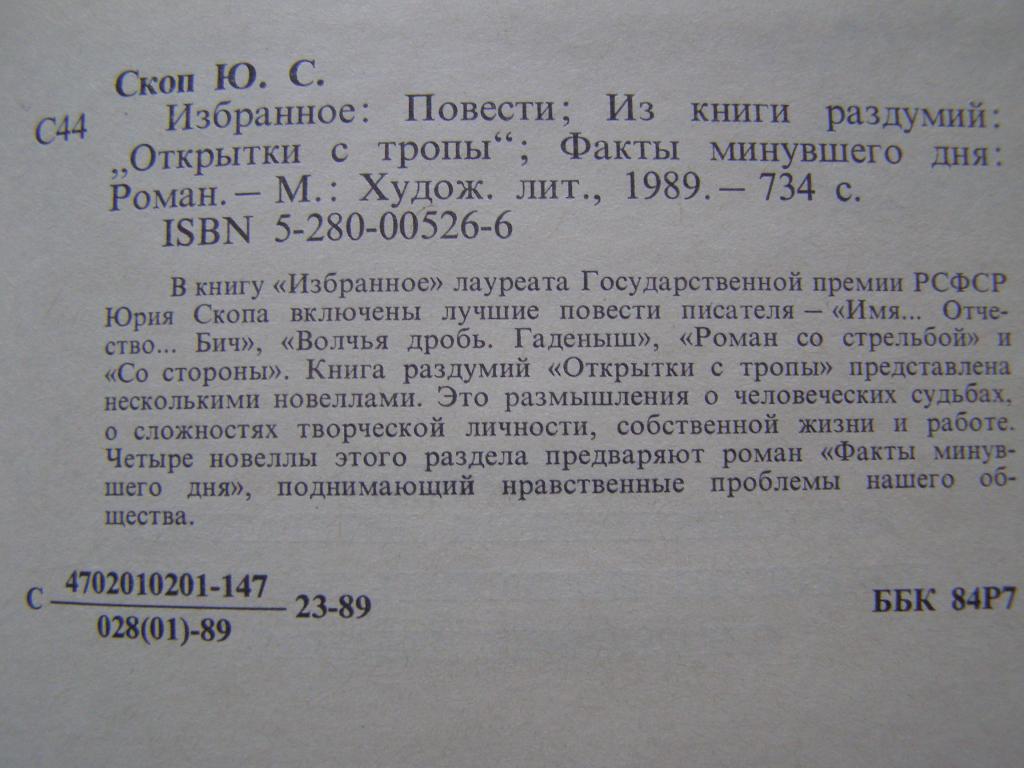 Скоп Ю. С.
С44 Избранное: Повести; Из книги раздумий:
„Открытки с тропы“; Факты минувшего дня:
Роман. — М.: Худож. лит., 1989. — 734 с.
ISBN 5-280-00526-6
В книгу «Избранное» лауреата Государственной премии РСФСР
Юрия Скопа включены лучшие повести писателя — «Имя... Отче-
ство... Бич», «Волчья дробь. Гаденыш», «Роман со стрельбой» и
«Со стороны». Книга раздумий «Открытки с тропы» представлена
несколькими новеллами. Это размышления о человеческих судьбах,
о сложностях творческой личности, собственной жизни и работе.
Четыре новеллы этого раздела предваряют роман «Факты минув-
шего дня», поднимающий нравственные проблемы нашего об-
щества.
С 4702010201-147
028(01)-89
23-89
ББК 84Р7